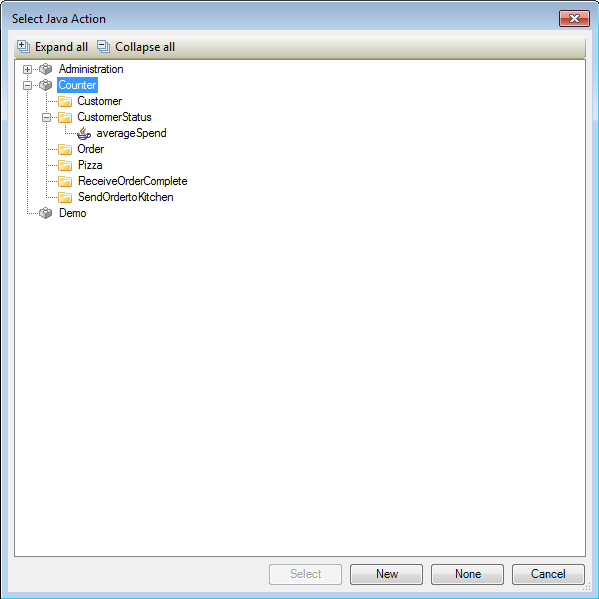 Select Java Action
Expand all Collapse all
Administration
Counter
Customer
CustomerStatus
averageSpend
Order
Pizza
ReceiveOrderComplete
SendOrdertoKitchen
Demo
Select New None Cancel